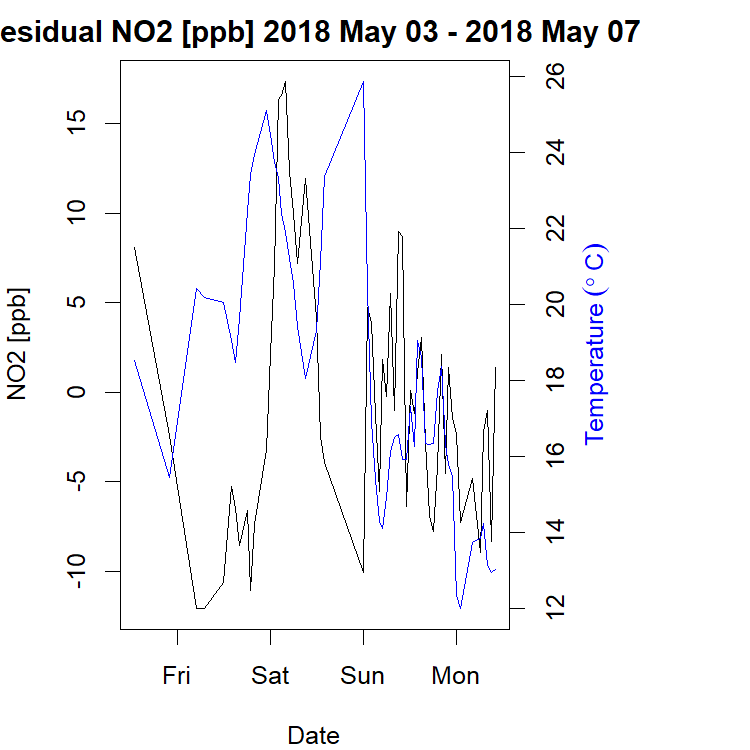 esidual NO2 [ppb] 2018 May 03 - 2018 May 07
26
24
22
20
18
16
14
12
Temperature (° C)
15
10
5
0
-5
-10
NO2 [ppb]
Fri Sat Sun Mon
Date